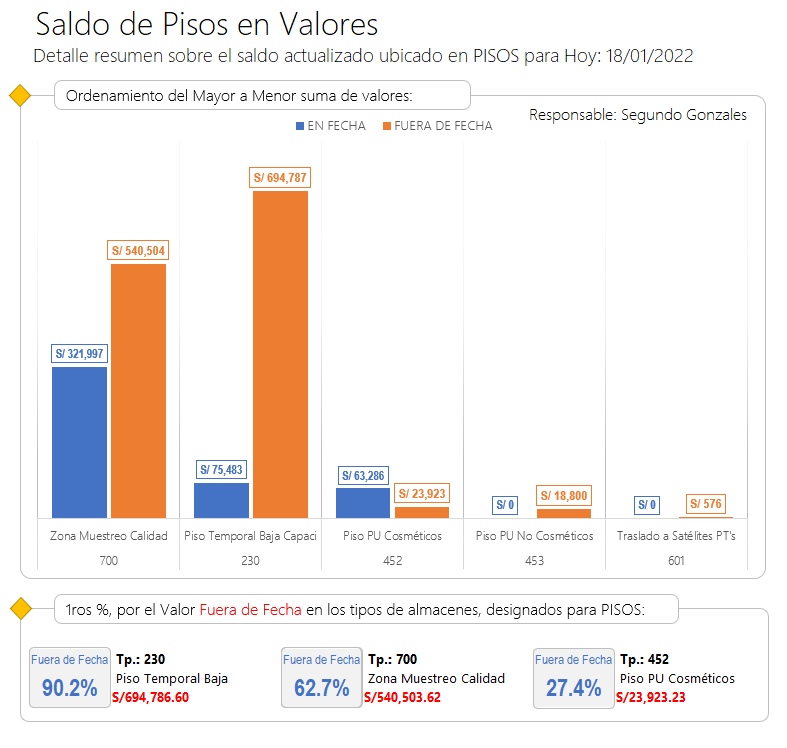 Saldo de Pisos en Valores
Detalle resumen sobre el saldo actualizado ubicado en PISOS para Hoy: 18/01/2022
Ordenamiento del Mayor a Menor suma de valores:
Responsable: Segundo Gonzales
EN FECHA FUERA DE FECHA
S/ 694,787
S/ 540,504
S/ 321,997
S/ 75,483
S/ 63,286
S/ 23,923
S/ 0
S/ 18,800
S/ 0
S/ 576
Zona Muestreo Calidad Piso Temporal Baja Capaci Piso PU Cosméticos Piso PU No Cosméticos Traslado a Satélites PT's
700 230 452 453 601
1ros %, por el Valor Fuera de Fecha en los tipos de almacenes, designados para PISOS:
Fuera de Fecha
90.2%
Tp.: 230
Piso Temporal Baja
S/694,786.60
Fuera de Fecha
62.7%
Tp.: 700
Zona Muestreo Calidad
S/540,503.62
Fuera de Fecha
27.4%
Tp.: 452
Piso PU Cosméticos
S/23,923.23